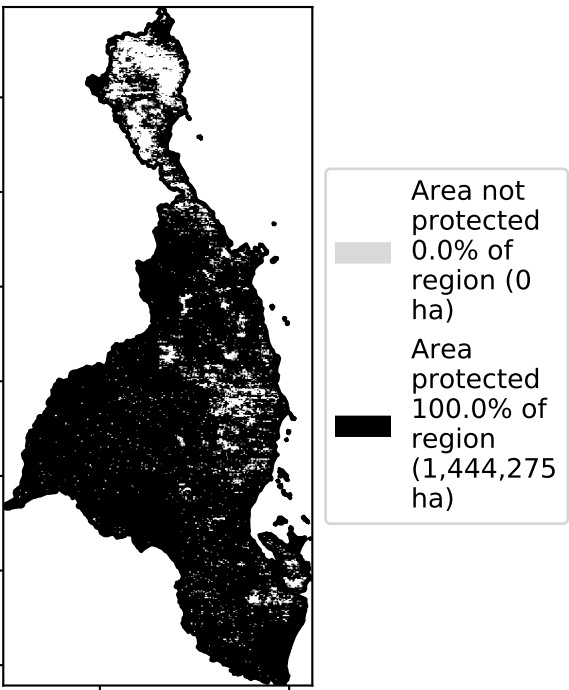 Area not
protected
0.0% of
region (0
ha)
Area
protected
100.0% of
region
(1,444,275
ha)